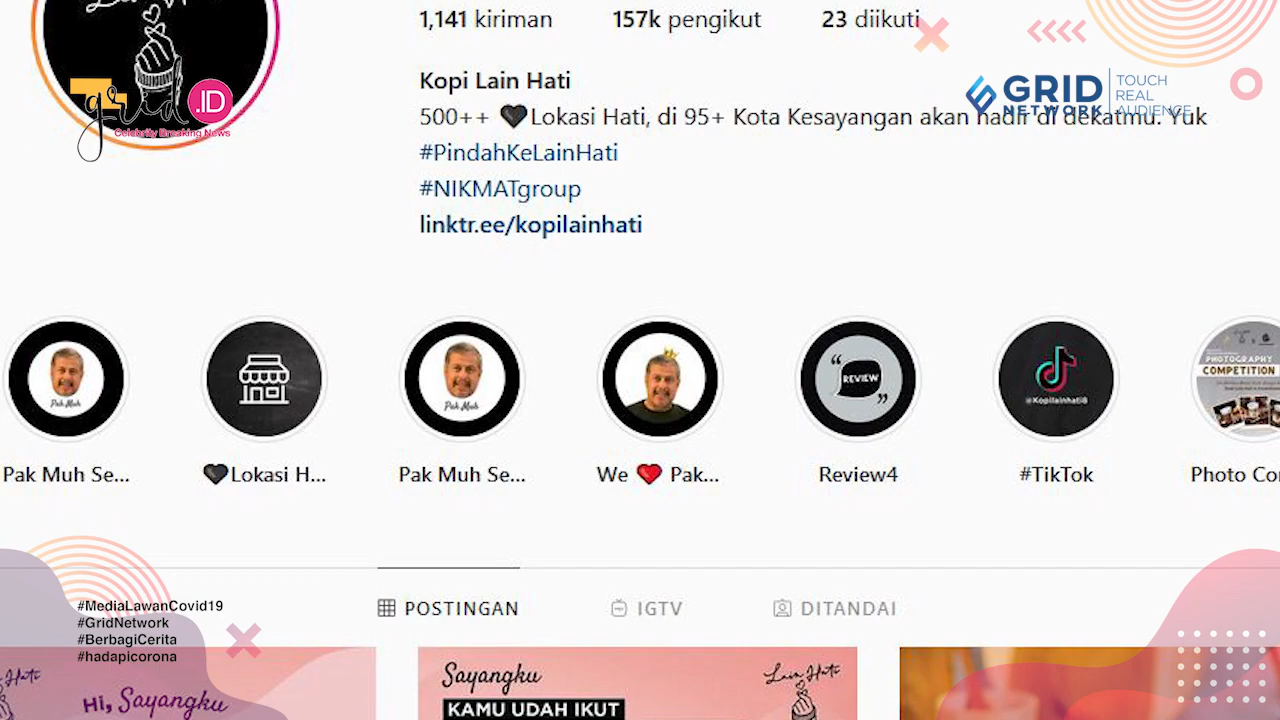 Lain Hati
1,141 kiriman 157k pengikut 23 diikuti
grid .ID
Celebrity Breaking News
GRID NETWORK
TOUCH
REAL
AUDIENCE
Kopi Lain Hati
500++ 🖤Lokasi Hati, di 95+ Kota Kesayangan akan hadir di dekatmu. Yuk
#PindahKeLainHati
#NIKMATgroup
linktr.ee/kopilainhati
Pak Muh
Pak Muh
“REVIEW”
@Kopilainhati8
PHOTOGRAPHY
COMPETITION
Pak Muh Se...
🖤Lokasi H...
Pak Muh Se...
We ❤️ Pak...
Review4
#TikTok
Photo Co
POSTINGAN IGTV DITANDAI
#MediaLawanCovid19
#GridNetwork
#BerbagiCerita
#hadapicorona
Hati
Hi, Sayangku
Sayangku
Lain Hati
KAMU UDAH IKUT